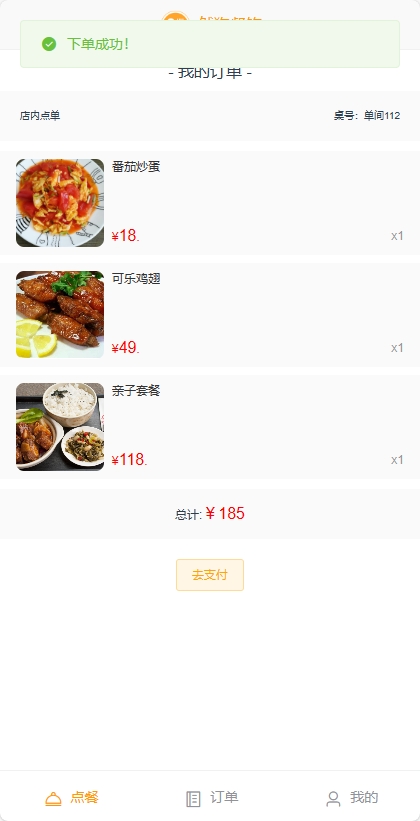 下单成功！
- 我的订单 -
店内点单
桌号：单间112
番茄炒蛋
¥18.
x1
可乐鸡翅
¥49.
x1
亲子套餐
¥118.
x1
总计: ¥ 185
去支付
点餐
订单
我的